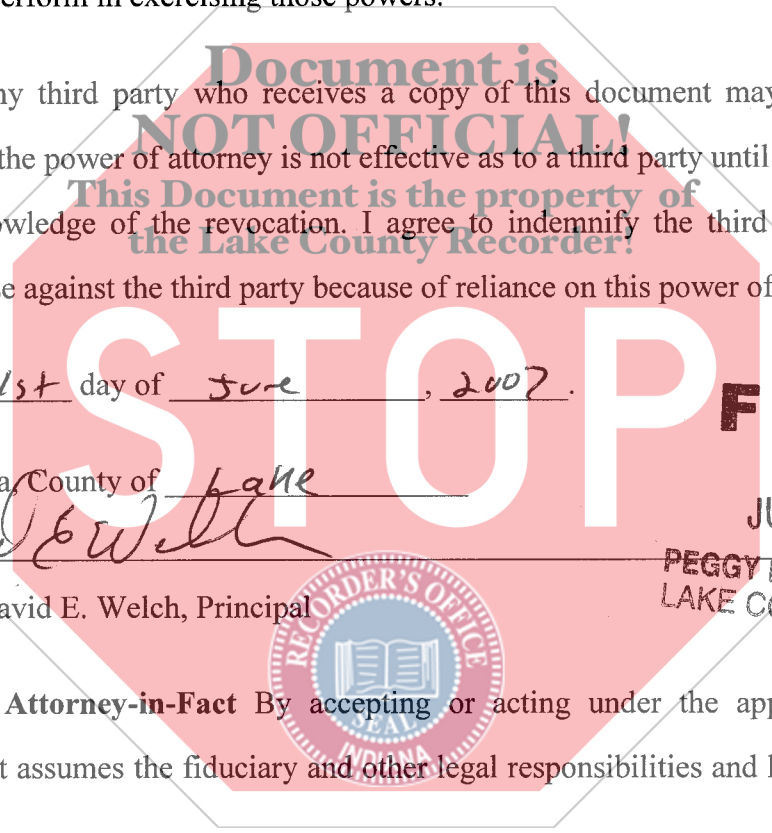 erform in exercising those powers.
Document is
ny third party who receives a copy of this document may
NOT OFFICIAL!
the power of attorney is not effective as to a third party until
This Document is the property of
owledge of the revocation. I agree to indemnify the third
the Lake County Recorder!
e against the third party because of reliance on this power of
STOP
1st day of June, 2007.
F
a, County of Lake
JU
PEGGY
LAKE CO
avid E. Welch, Principal
RECORDER'S OFFICE
SEAL
INDIANA
Attorney-in-Fact By accepting or acting under the app
t assumes the fiduciary and other legal responsibilities and l